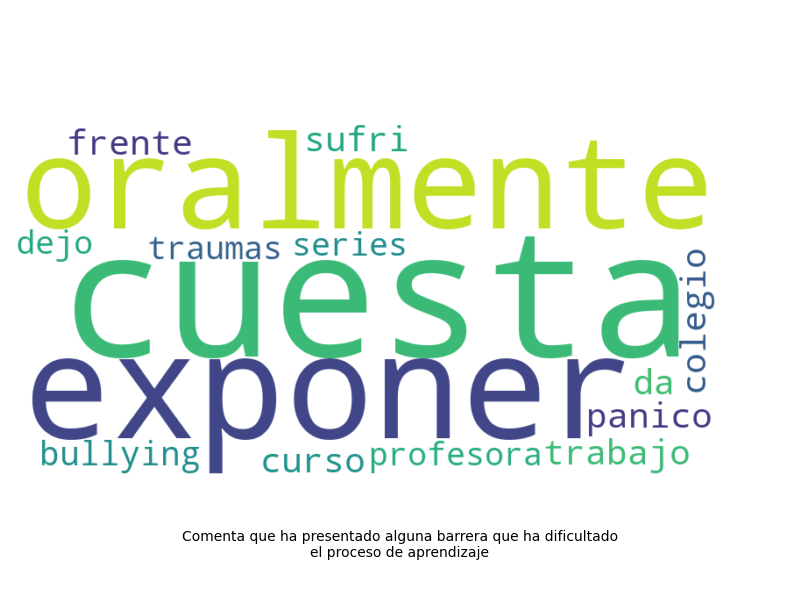 frente sufri
oralmente
dejo traumas series
cuesta
colegio
exponer
da
panico
bullying curso profesora trabajo
Comenta que ha presentado alguna barrera que ha dificultado
el proceso de aprendizaje